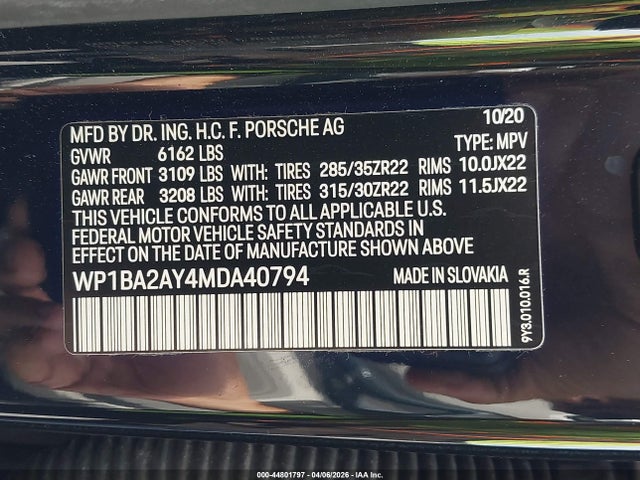 MFD BY DR. ING. H.C. F. PORSCHE AG 10/20
GVWR 6162 LBS TYPE: MPV
GAWR FRONT 3109 LBS WITH: TIRES 285/35ZR22 RIMS 10.0JX22
GAWR REAR 3208 LBS WITH: TIRES 315/30ZR22 RIMS 11.5JX22
THIS VEHICLE CONFORMS TO ALL APPLICABLE U.S.
FEDERAL MOTOR VEHICLE SAFETY STANDARDS IN
EFFECT ON THE DATE OF MANUFACTURE SHOWN ABOVE
WP1BA2AY4MDA40794 MADE IN SLOVAKIA
9Y3.010.016.R
000-44801797 - 04/06/2026 - IAA Inc.